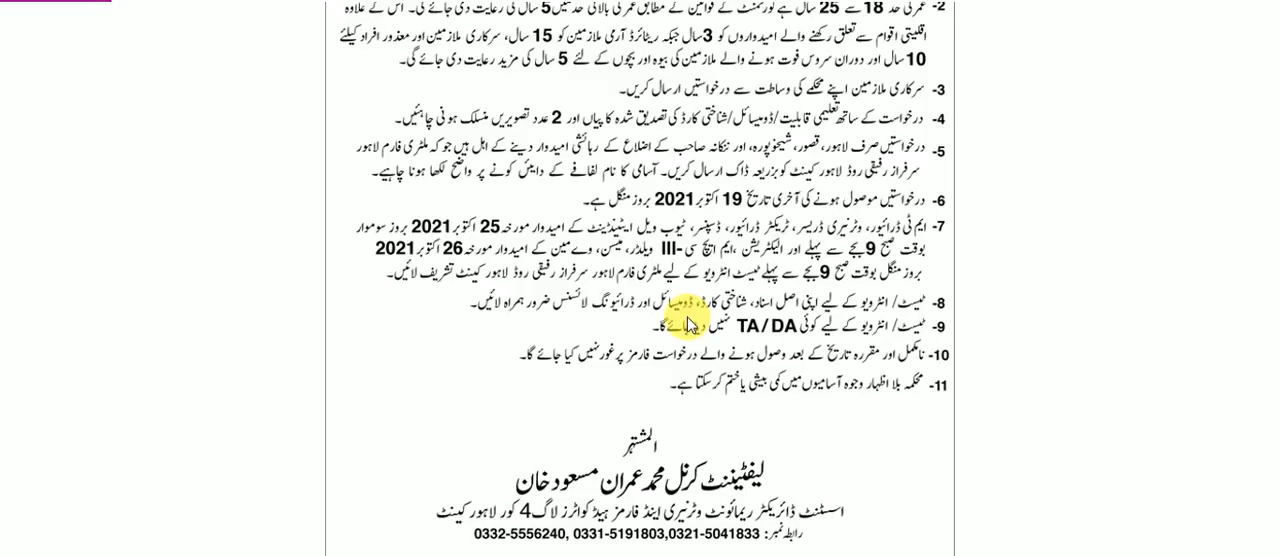 2- عمر کی حد 18 سے 25 سال ہے گورنمنٹ کے قوانین کے مطابق عمر کی بالائی حد میں 5 سال کی رعایت دی جائے گی۔ اس کے علاوہ
اقلیتی اقوام سے تعلق رکھنے والے امیدواروں کو 3 سال جبکہ ریٹائرڈ آرمی ملازمین کو 15 سال، سرکاری ملازمین اور معذور افراد کیلئے
10 سال اور دوران سروس فوت ہونے والے ملازمین کی بیوہ اور بچوں کے لئے 5 سال کی مزید رعایت دی جائے گی۔
3- سرکاری ملازمین اپنے محکمے کی وساطت سے درخواستیں ارسال کریں۔
4- درخواست کے ساتھ تعلیمی قابلیت/ڈومیسائل/شناختی کارڈ کی تصدیق شدہ کاپیاں اور 2 عدد تصویریں منسلک ہونی چاہئیں۔
5- درخواستیں صرف لاہور، قصور، شیخوپورہ، اور ننکانہ صاحب کے اضلاع کے رہائشی امیدوار دینے کے اہل ہیں جو کہ ملٹری فارم لاہور
سرفراز رفیقی روڈ لاہور کینٹ کو بذریعہ ڈاک ارسال کریں۔ آسامی کا نام لفافے کے دائیں کونے پر واضح لکھا ہونا چاہیے۔
6- درخواستیں موصول ہونے کی آخری تاریخ 19 اکتوبر 2021 بروز منگل ہے۔
7- ایم ٹی ڈرائیور، وٹرنیری ڈریسر، ٹریکٹر ڈرائیور، ڈسپنسر، ٹیوب ویل اٹینڈینٹ کے امیدوار مورخہ 25 اکتوبر 2021 بروز سوموار
بوقت صبح 9 بجے سے پہلے اور الیکٹریشن، ایم ایچ سی-III ویلڈر، میسن، وے مین کے امیدوار مورخہ 26 اکتوبر 2021
بروز منگل بوقت صبح 9 بجے سے پہلے ٹیسٹ انٹرویو کے لیے ملٹری فارم لاہور سرفراز رفیقی روڈ لاہور کینٹ تشریف لائیں۔
8- ٹیسٹ/ انٹرویو کے لیے اپنی اصل اسناد، شناختی کارڈ، ڈومیسائل اور ڈرائیونگ لائسنس ضرور ہمراہ لائیں۔
9- ٹیسٹ/ انٹرویو کے لیے کوئی TA/DA نہیں دیا جائے گا۔
10- نامکمل اور مقررہ تاریخ کے بعد وصول ہونے والے درخواست فارمز پر غور نہیں کیا جائے گا۔
11- محکمہ بلا اظہار وجوہ آسامیوں میں کمی بیشی یا ختم کر سکتا ہے۔
المشتہر
لیفٹیننٹ کرنل محمد عمران مسعود خان
اسسٹنٹ ڈائریکٹر ریمائونٹ وٹرنیری اینڈ فارمز ہیڈ کوارٹرز لاگ 4 کور لاہور کینٹ
رابطہ نمبر: 0332-5556240, 0331-5191803,0321-5041833